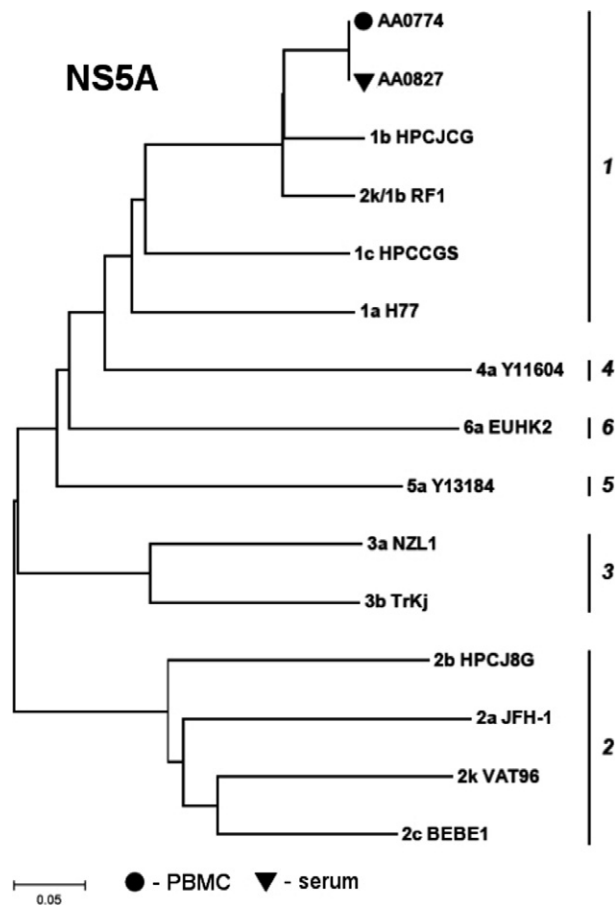 NS5A
AA0774
AA0827
1b HPCJCG
2k/1b RF1
1c HPCCGS
1a H77
1
4a Y11604
4
6a EUHK2
6
5a Y13184
5
3a NZL1
3b TrKj
3
2b HPCJ8G
2a JFH-1
2k VAT96
2c BEBE1
2
0.05
- PBMC
- serum